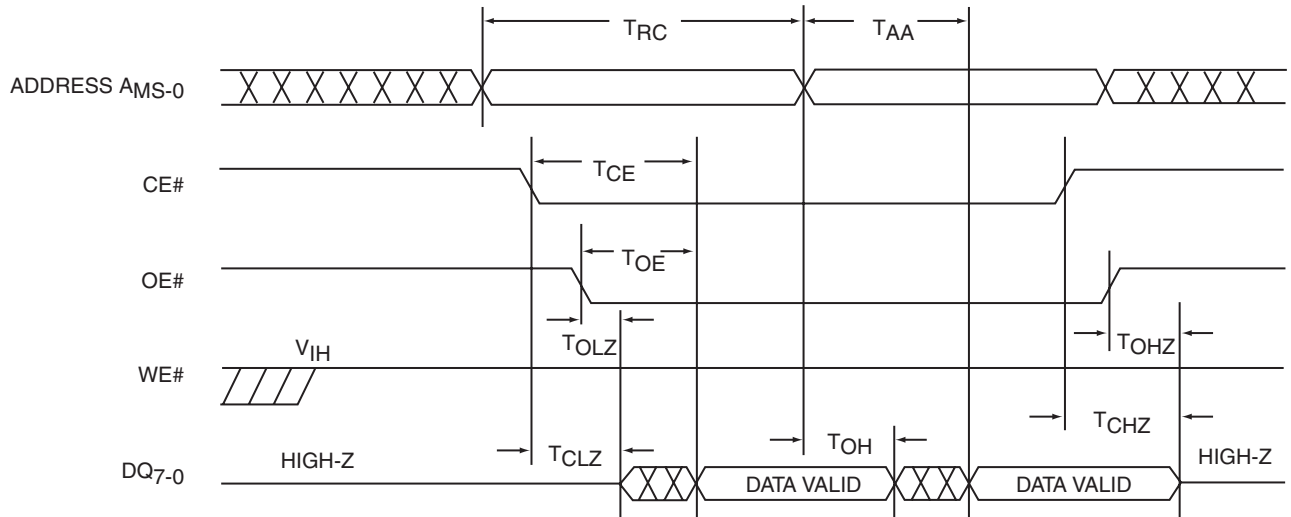 TRC
TAA
ADDRESS AMS-0
TCE
CE#
TOE
OE#
TOLZ
TOHZ
VIH
WE#
TCHZ
TCLZ
TOH
HIGH-Z
HIGH-Z
DQ7-0
DATA VALID
DATA VALID